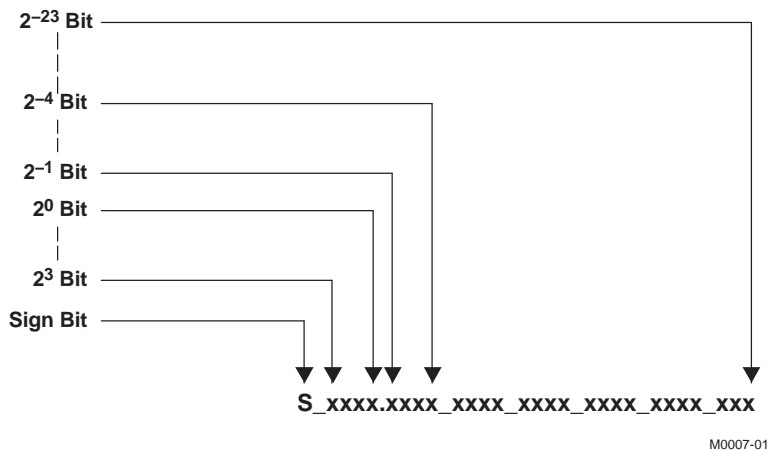 2⁻²³ Bit
2⁻⁴ Bit
2⁻¹ Bit
2⁰ Bit
2³ Bit
Sign Bit
S_xxxx.xxxx_xxxx_xxxx_xxxx_xxxx_xxx
M0007-01